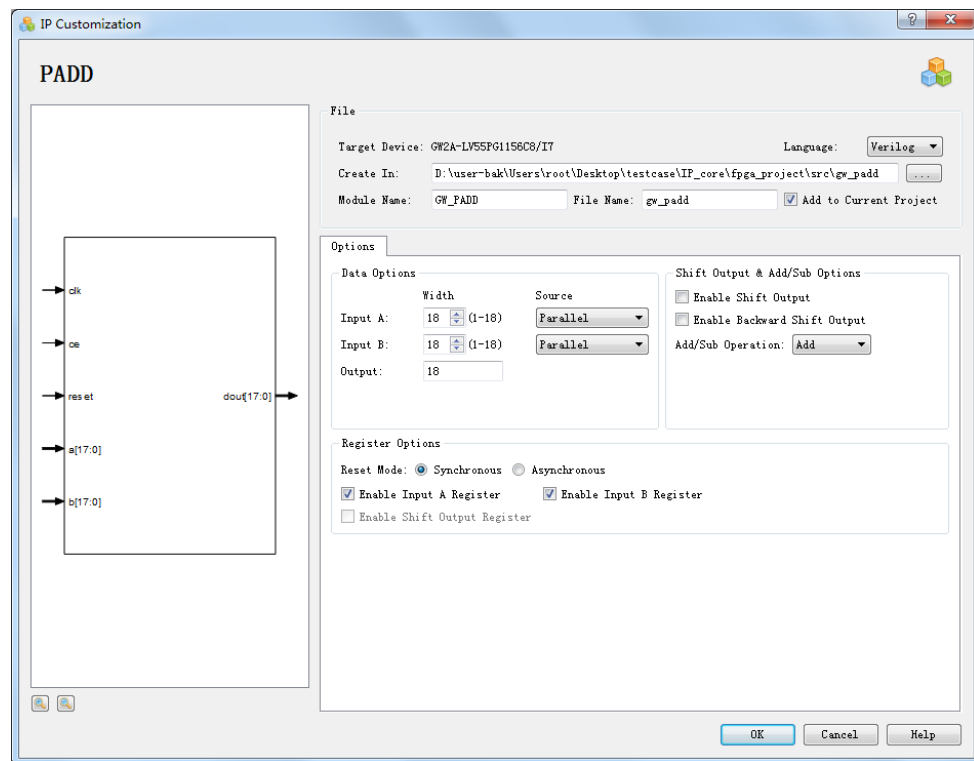 IP Customization
PADD
clk
ce
reset
dout[17:0]
a[17:0]
b[17:0]
File
Target Device: GW2A-LV55PG1156C8/I7 Language: Verilog
Create In: D:\user-bak\Users\root\Desktop\testcase\IP_core\fpga_project\src\gw_padd ...
Module Name: GW_PADD File Name: gw_padd Add to Current Project
Options
Data Options
Width Source
Input A: 18 (1-18) Parallel
Input B: 18 (1-18) Parallel
Output: 18
Shift Output & Add/Sub Options
Enable Shift Output
Enable Backward Shift Output
Add/Sub Operation: Add
Register Options
Reset Mode: Synchronous Asynchronous
Enable Input A Register Enable Input B Register
Enable Shift Output Register
OK Cancel Help